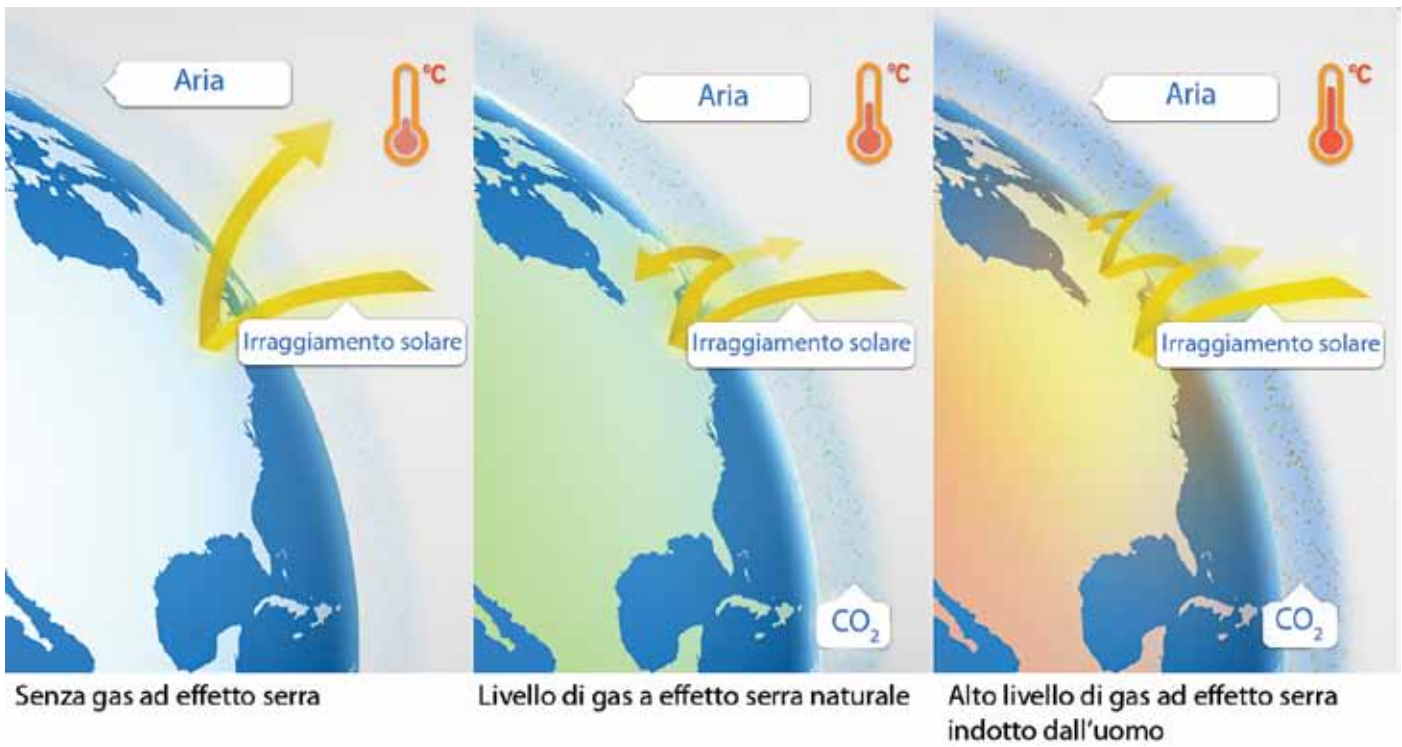 Aria
°C
Irraggiamento solare
Senza gas ad effetto serra
Aria
°C
Irraggiamento solare
CO₂
Livello di gas a effetto serra naturale
Aria
°C
Irraggiamento solare
CO₂
Alto livello di gas ad effetto serra
indotto dall'uomo